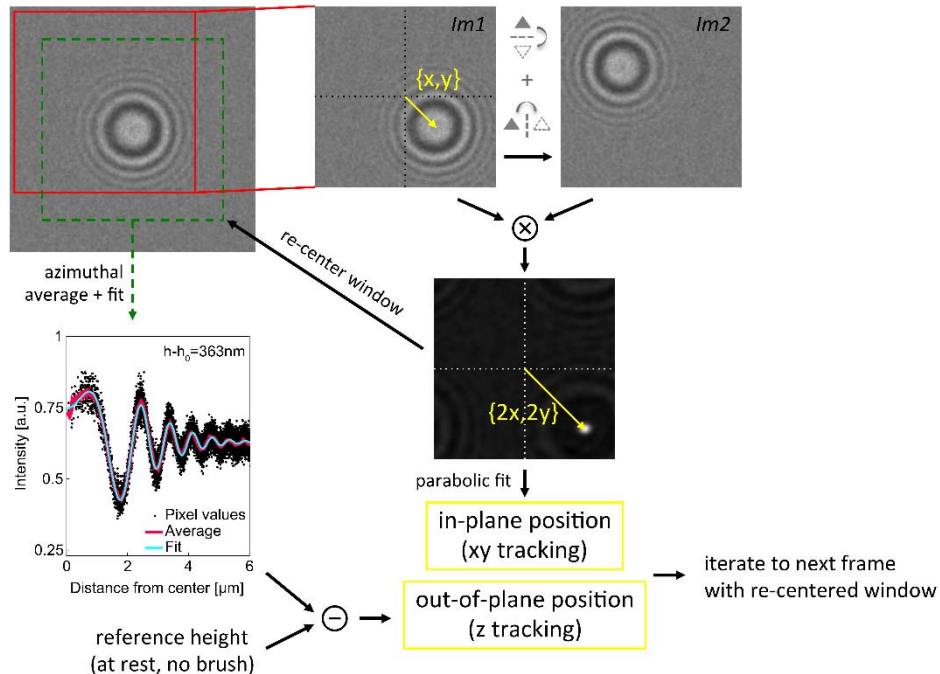 Im1
Im2
{x,y}
+
re-center window
azimuthal
average + fit
{2x,2y}
1
0.75
0.5
0.25
h-h₀=363nm
Intensity [a.u.]
Pixel values
Average
Fit
0 2 4 6
Distance from center [µm]
parabolic fit
in-plane position
(xy tracking)
out-of-plane position
(z tracking)
iterate to next frame
with re-centered window
reference height
(at rest, no brush)